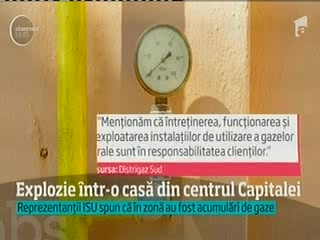 observator
"Menționăm că întreținerea, funcționarea și
exploatarea instalațiilor de utilizare a gazelor
rale sunt în responsabilitatea clienților."
sursa: Distrigaz Sud
Explozie într-o casă din centrul Capitalei
Reprezentanții ISU spun că în zonă au fost acumulări de gaze